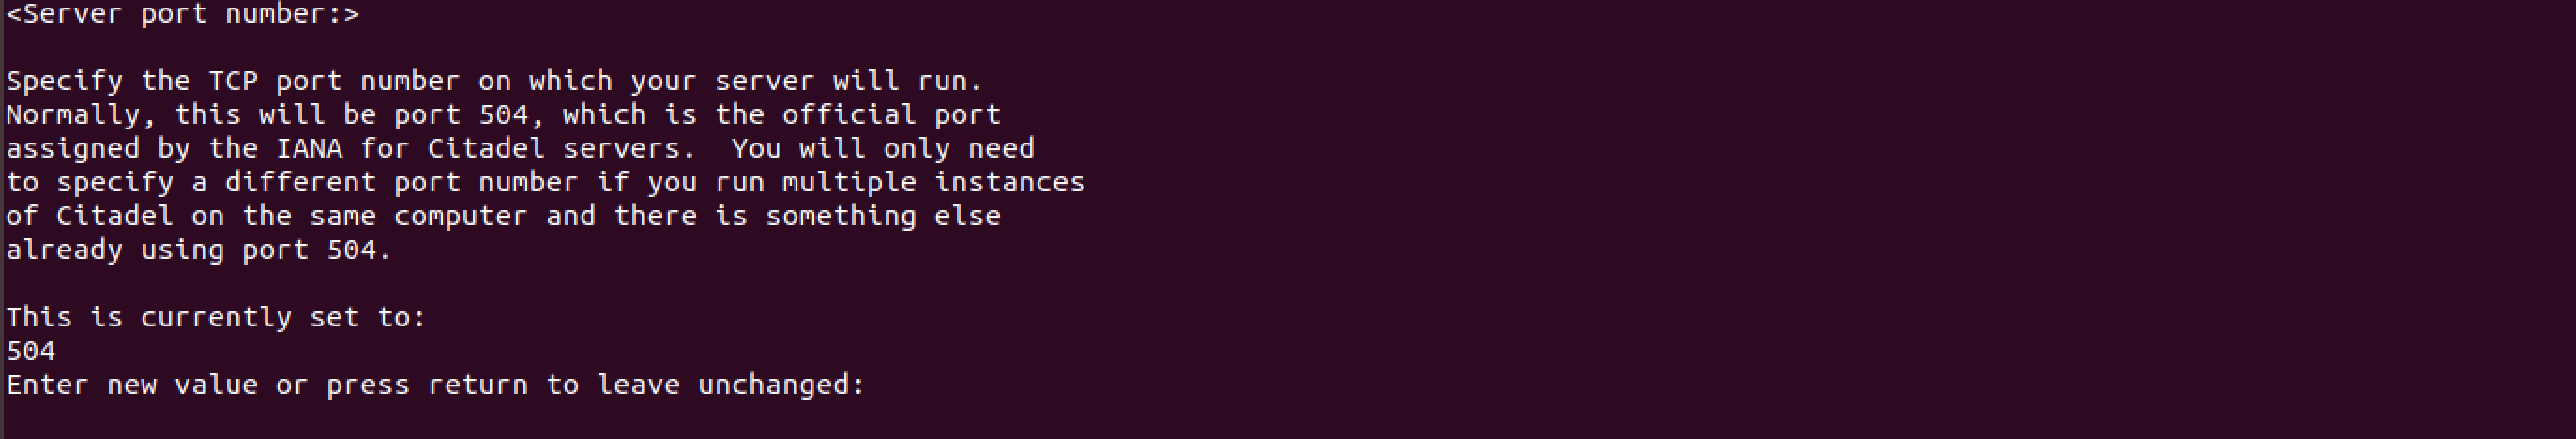 <Server port number:>
Specify the TCP port number on which your server will run.
Normally, this will be port 504, which is the official port
assigned by the IANA for Citadel servers.  You will only need
to specify a different port number if you run multiple instances
of Citadel on the same computer and there is something else
already using port 504.
This is currently set to:
504
Enter new value or press return to leave unchanged: